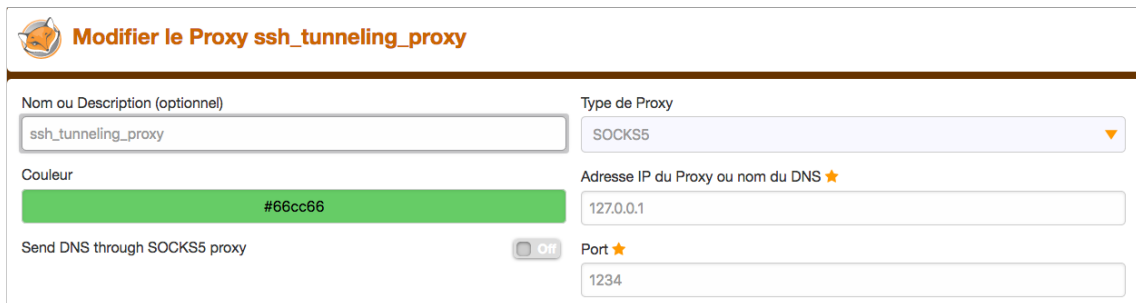 Modifier le Proxy ssh_tunneling_proxy
Nom ou Description (optionnel)
ssh_tunneling_proxy
Couleur
#66cc66
Send DNS through SOCKS5 proxy
Off
Type de Proxy
SOCKS5
Adresse IP du Proxy ou nom du DNS
127.0.0.1
Port
1234